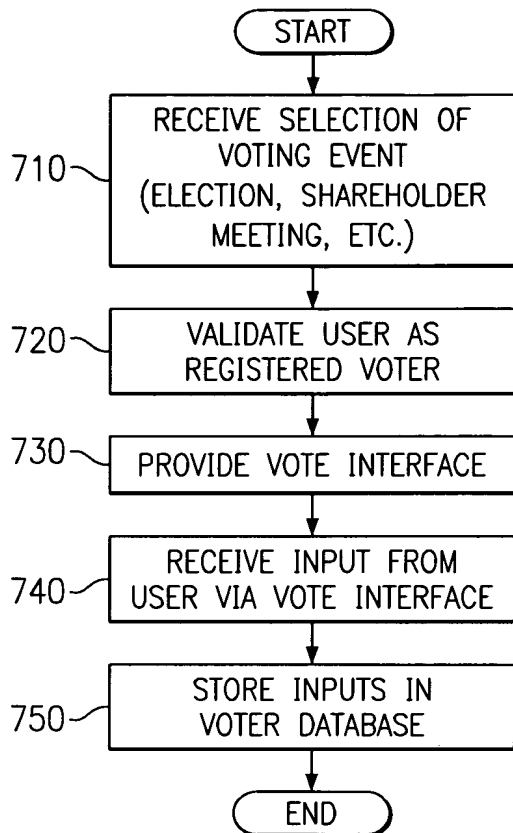 START
710
RECEIVE SELECTION OF
VOTING EVENT
(ELECTION, SHAREHOLDER
MEETING, ETC.)
720
VALIDATE USER AS
REGISTERED VOTER
730
PROVIDE VOTE INTERFACE
740
RECEIVE INPUT FROM
USER VIA VOTE INTERFACE
750
STORE INPUTS IN
VOTER DATABASE
END